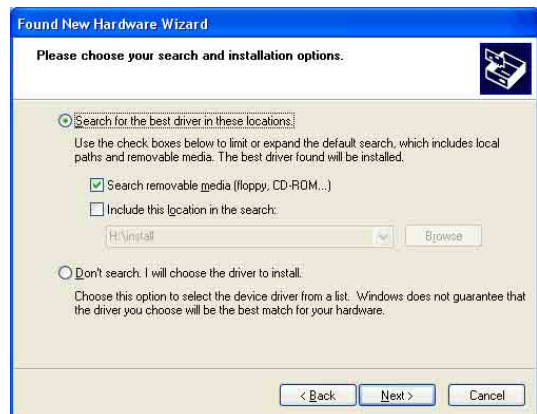 Found New Hardware Wizard
Please choose your search and installation options.
Search for the best driver in these locations.
Use the check boxes below to limit or expand the default search, which includes local
paths and removable media. The best driver found will be installed.
Search removable media (floppy, CD-ROM...)
Include this location in the search:
H:\install
Browse
Don't search. I will choose the driver to install.
Choose this option to select the device driver from a list. Windows does not guarantee that
the driver you choose will be the best match for your hardware.
< Back Next > Cancel